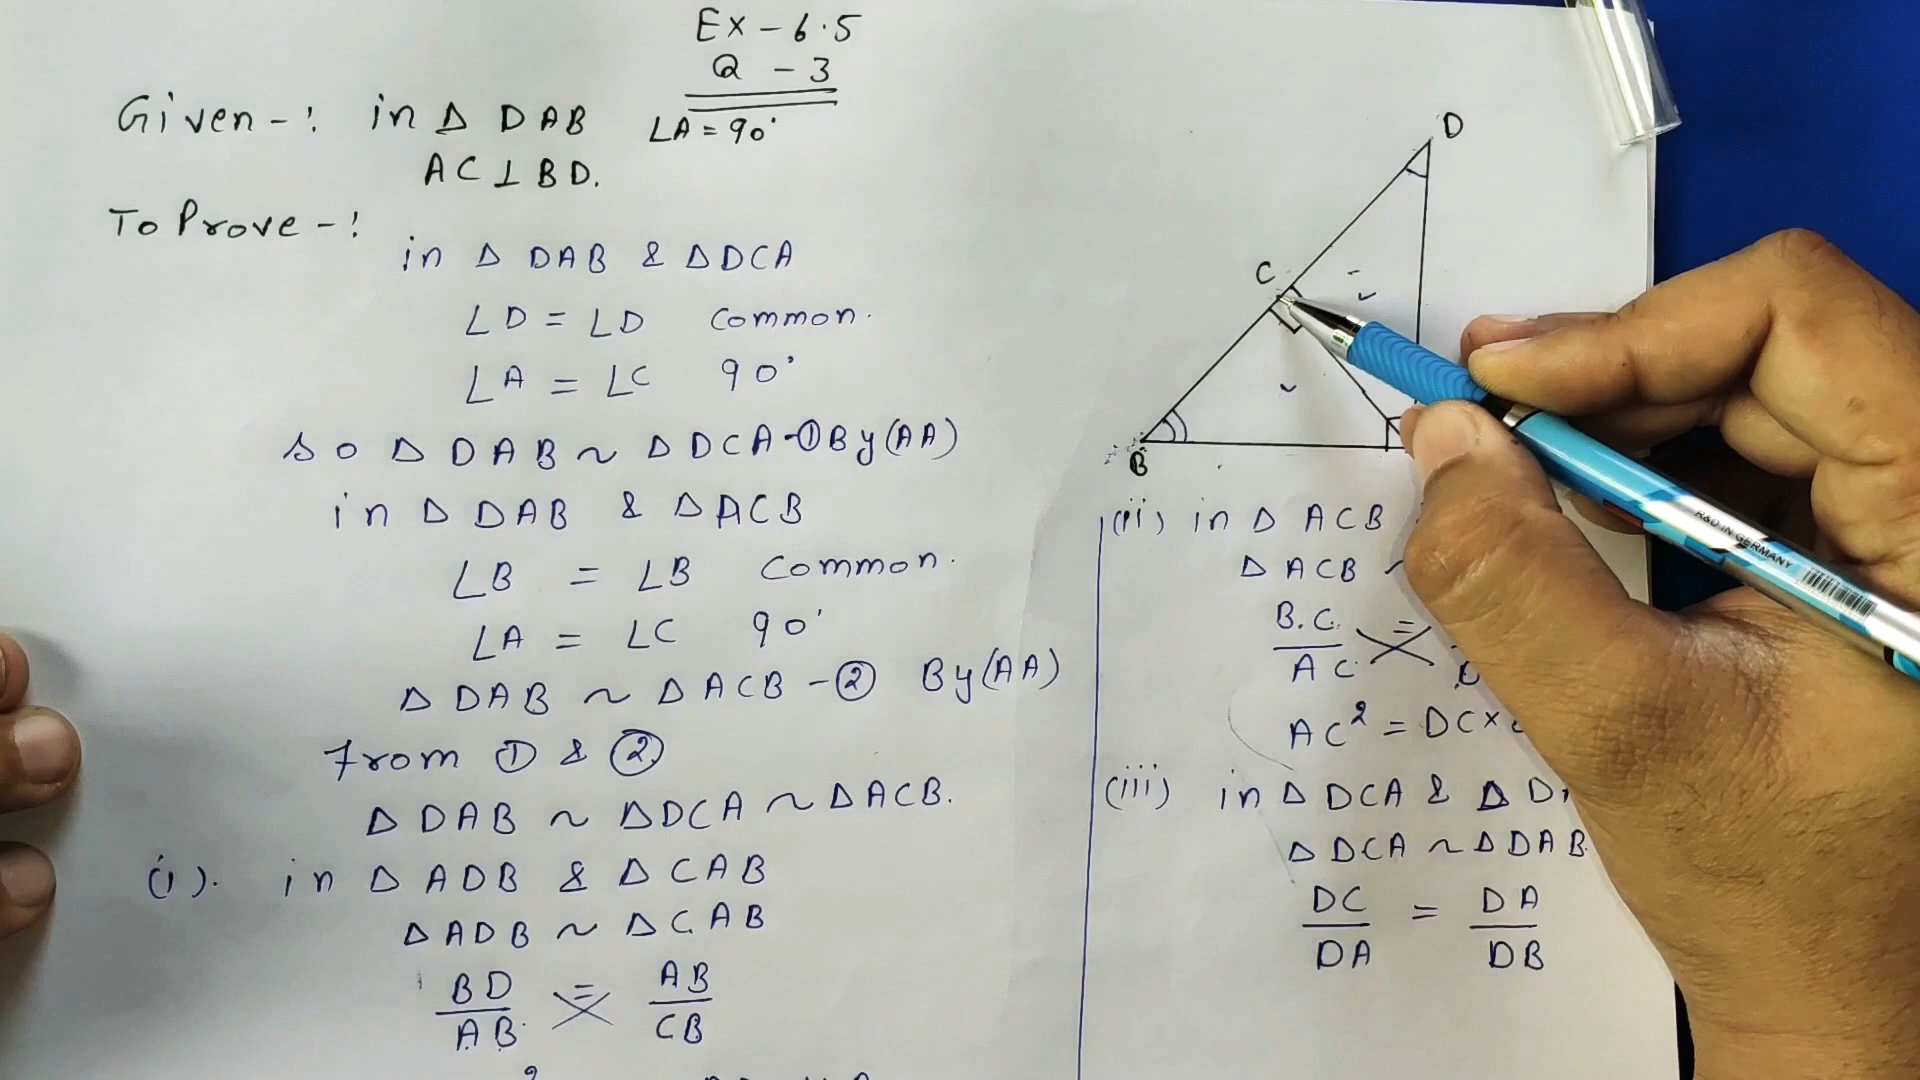 Ex - 6.5
Q - 3
Given -: in Δ DAB ∠A = 90°
AC ⊥ BD.
To Prove -:
in Δ DAB & Δ DCA
∠D = ∠D Common.
∠A = ∠C 90°
so Δ DAB ~ Δ DCA - ① By (AA)
in Δ DAB & Δ ACB
∠B = ∠B Common.
∠A = ∠C 90°
Δ DAB ~ Δ ACB - ② By (AA)
From ① & ②
Δ DAB ~ Δ DCA ~ Δ ACB.
(i). in Δ ADB & Δ CAB
Δ ADB ~ Δ CAB
BD/AB = AB/CB
D
C
B
(ii) in Δ ACB
Δ ACB ~
B.C./AC. =
AC² = DC ×
(iii) in Δ DCA & Δ D
Δ DCA ~ Δ DAB.
DC/DA = DA/DB
R&D IN GERMANY